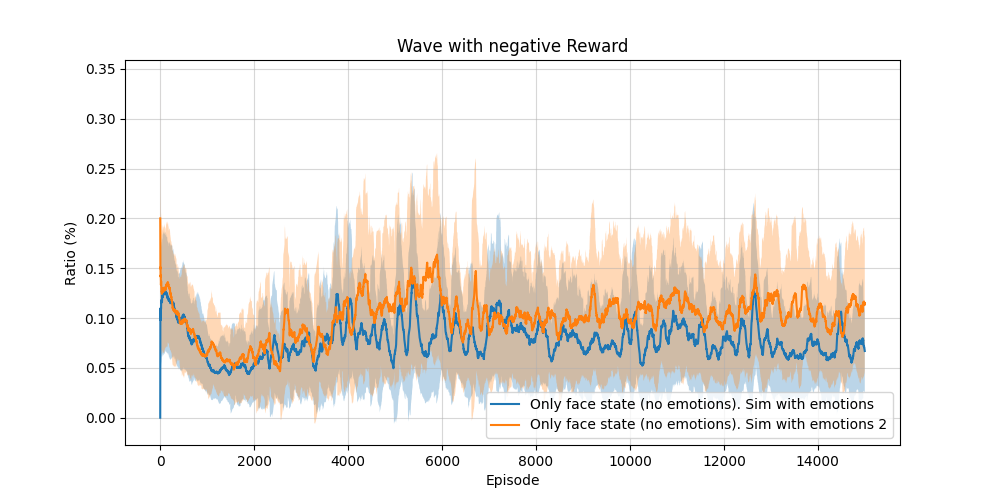 Wave with negative Reward
0.35
0.30
0.25
0.20
0.15
0.10
0.05
0.00
Ratio (%)
Only face state (no emotions). Sim with emotions
Only face state (no emotions). Sim with emotions 2
0 2000 4000 6000 8000 10000 12000 14000
Episode